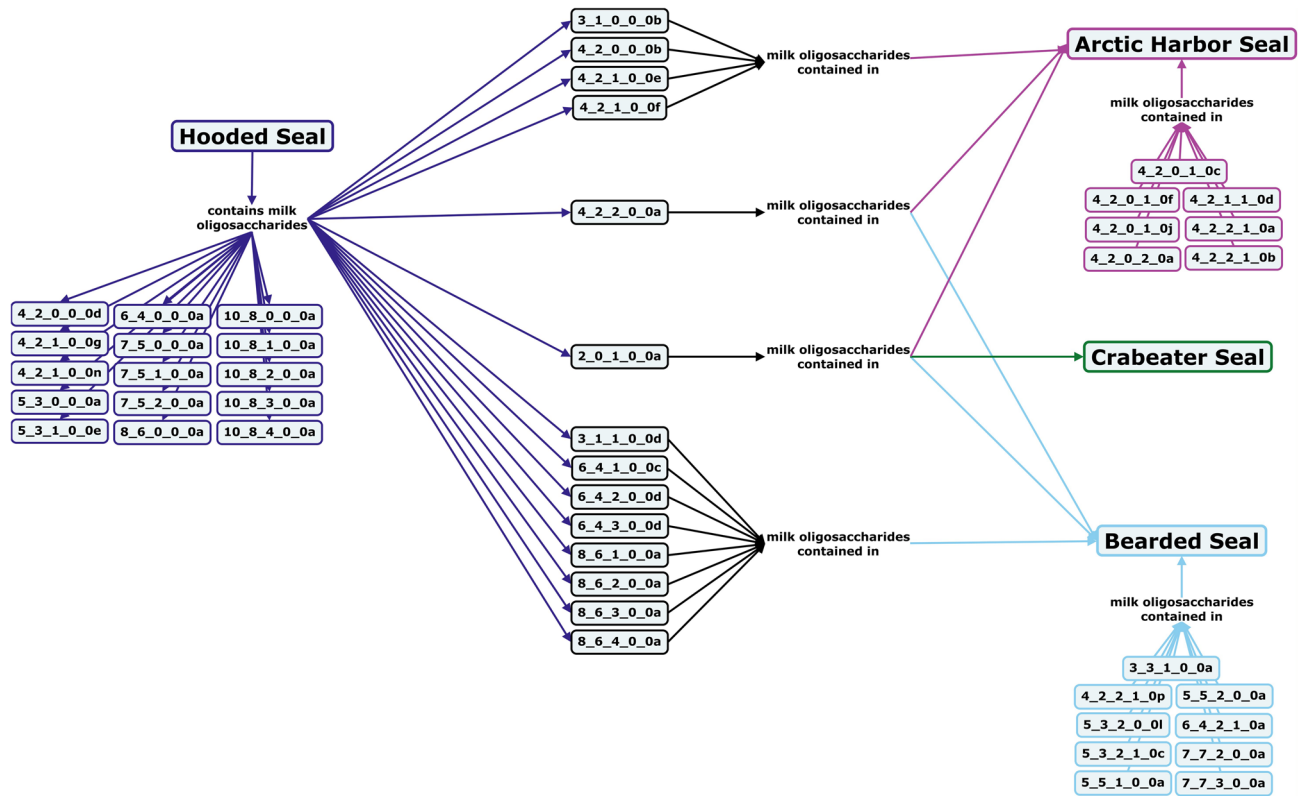 Hooded Seal
contains milk
oligosaccharides
4_2_0_0_0d
4_2_1_0_0g
4_2_1_0_0n
5_3_0_0_0a
5_3_1_0_0e
6_4_0_0_0a
7_5_0_0_0a
7_5_1_0_0a
7_5_2_0_0a
8_6_0_0_0a
10_8_0_0_0a
10_8_1_0_0a
10_8_2_0_0a
10_8_3_0_0a
10_8_4_0_0a
3_1_0_0_0b
4_2_0_0_0b
4_2_1_0_0e
4_2_1_0_0f
milk oligosaccharides
contained in
4_2_2_0_0a
milk oligosaccharides
contained in
2_0_1_0_0a
milk oligosaccharides
contained in
3_1_1_0_0d
6_4_1_0_0c
6_4_2_0_0d
6_4_3_0_0d
8_6_1_0_0a
8_6_2_0_0a
8_6_3_0_0a
8_6_4_0_0a
milk oligosaccharides
contained in
Arctic Harbor Seal
milk oligosaccharides
contained in
4_2_0_1_0c
4_2_0_1_0f
4_2_1_1_0d
4_2_0_1_0j
4_2_2_1_0a
4_2_0_2_0a
4_2_2_1_0b
Crabeater Seal
Bearded Seal
milk oligosaccharides
contained in
3_3_1_0_0a
4_2_2_1_0p
5_5_2_0_0a
5_3_2_0_0l
6_4_2_1_0a
5_3_2_1_0c
7_7_2_0_0a
5_5_1_0_0a
7_7_3_0_0a